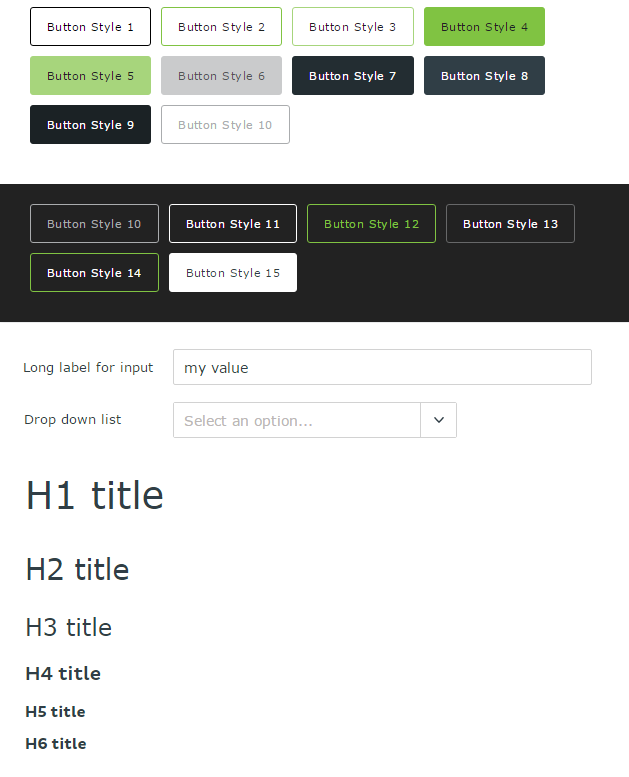 Button Style 1 Button Style 2 Button Style 3 Button Style 4
Button Style 5 Button Style 6 Button Style 7 Button Style 8
Button Style 9 Button Style 10
Button Style 10 Button Style 11 Button Style 12 Button Style 13
Button Style 14 Button Style 15
Long label for input my value
Drop down list Select an option...
H1 title
H2 title
H3 title
H4 title
H5 title
H6 title